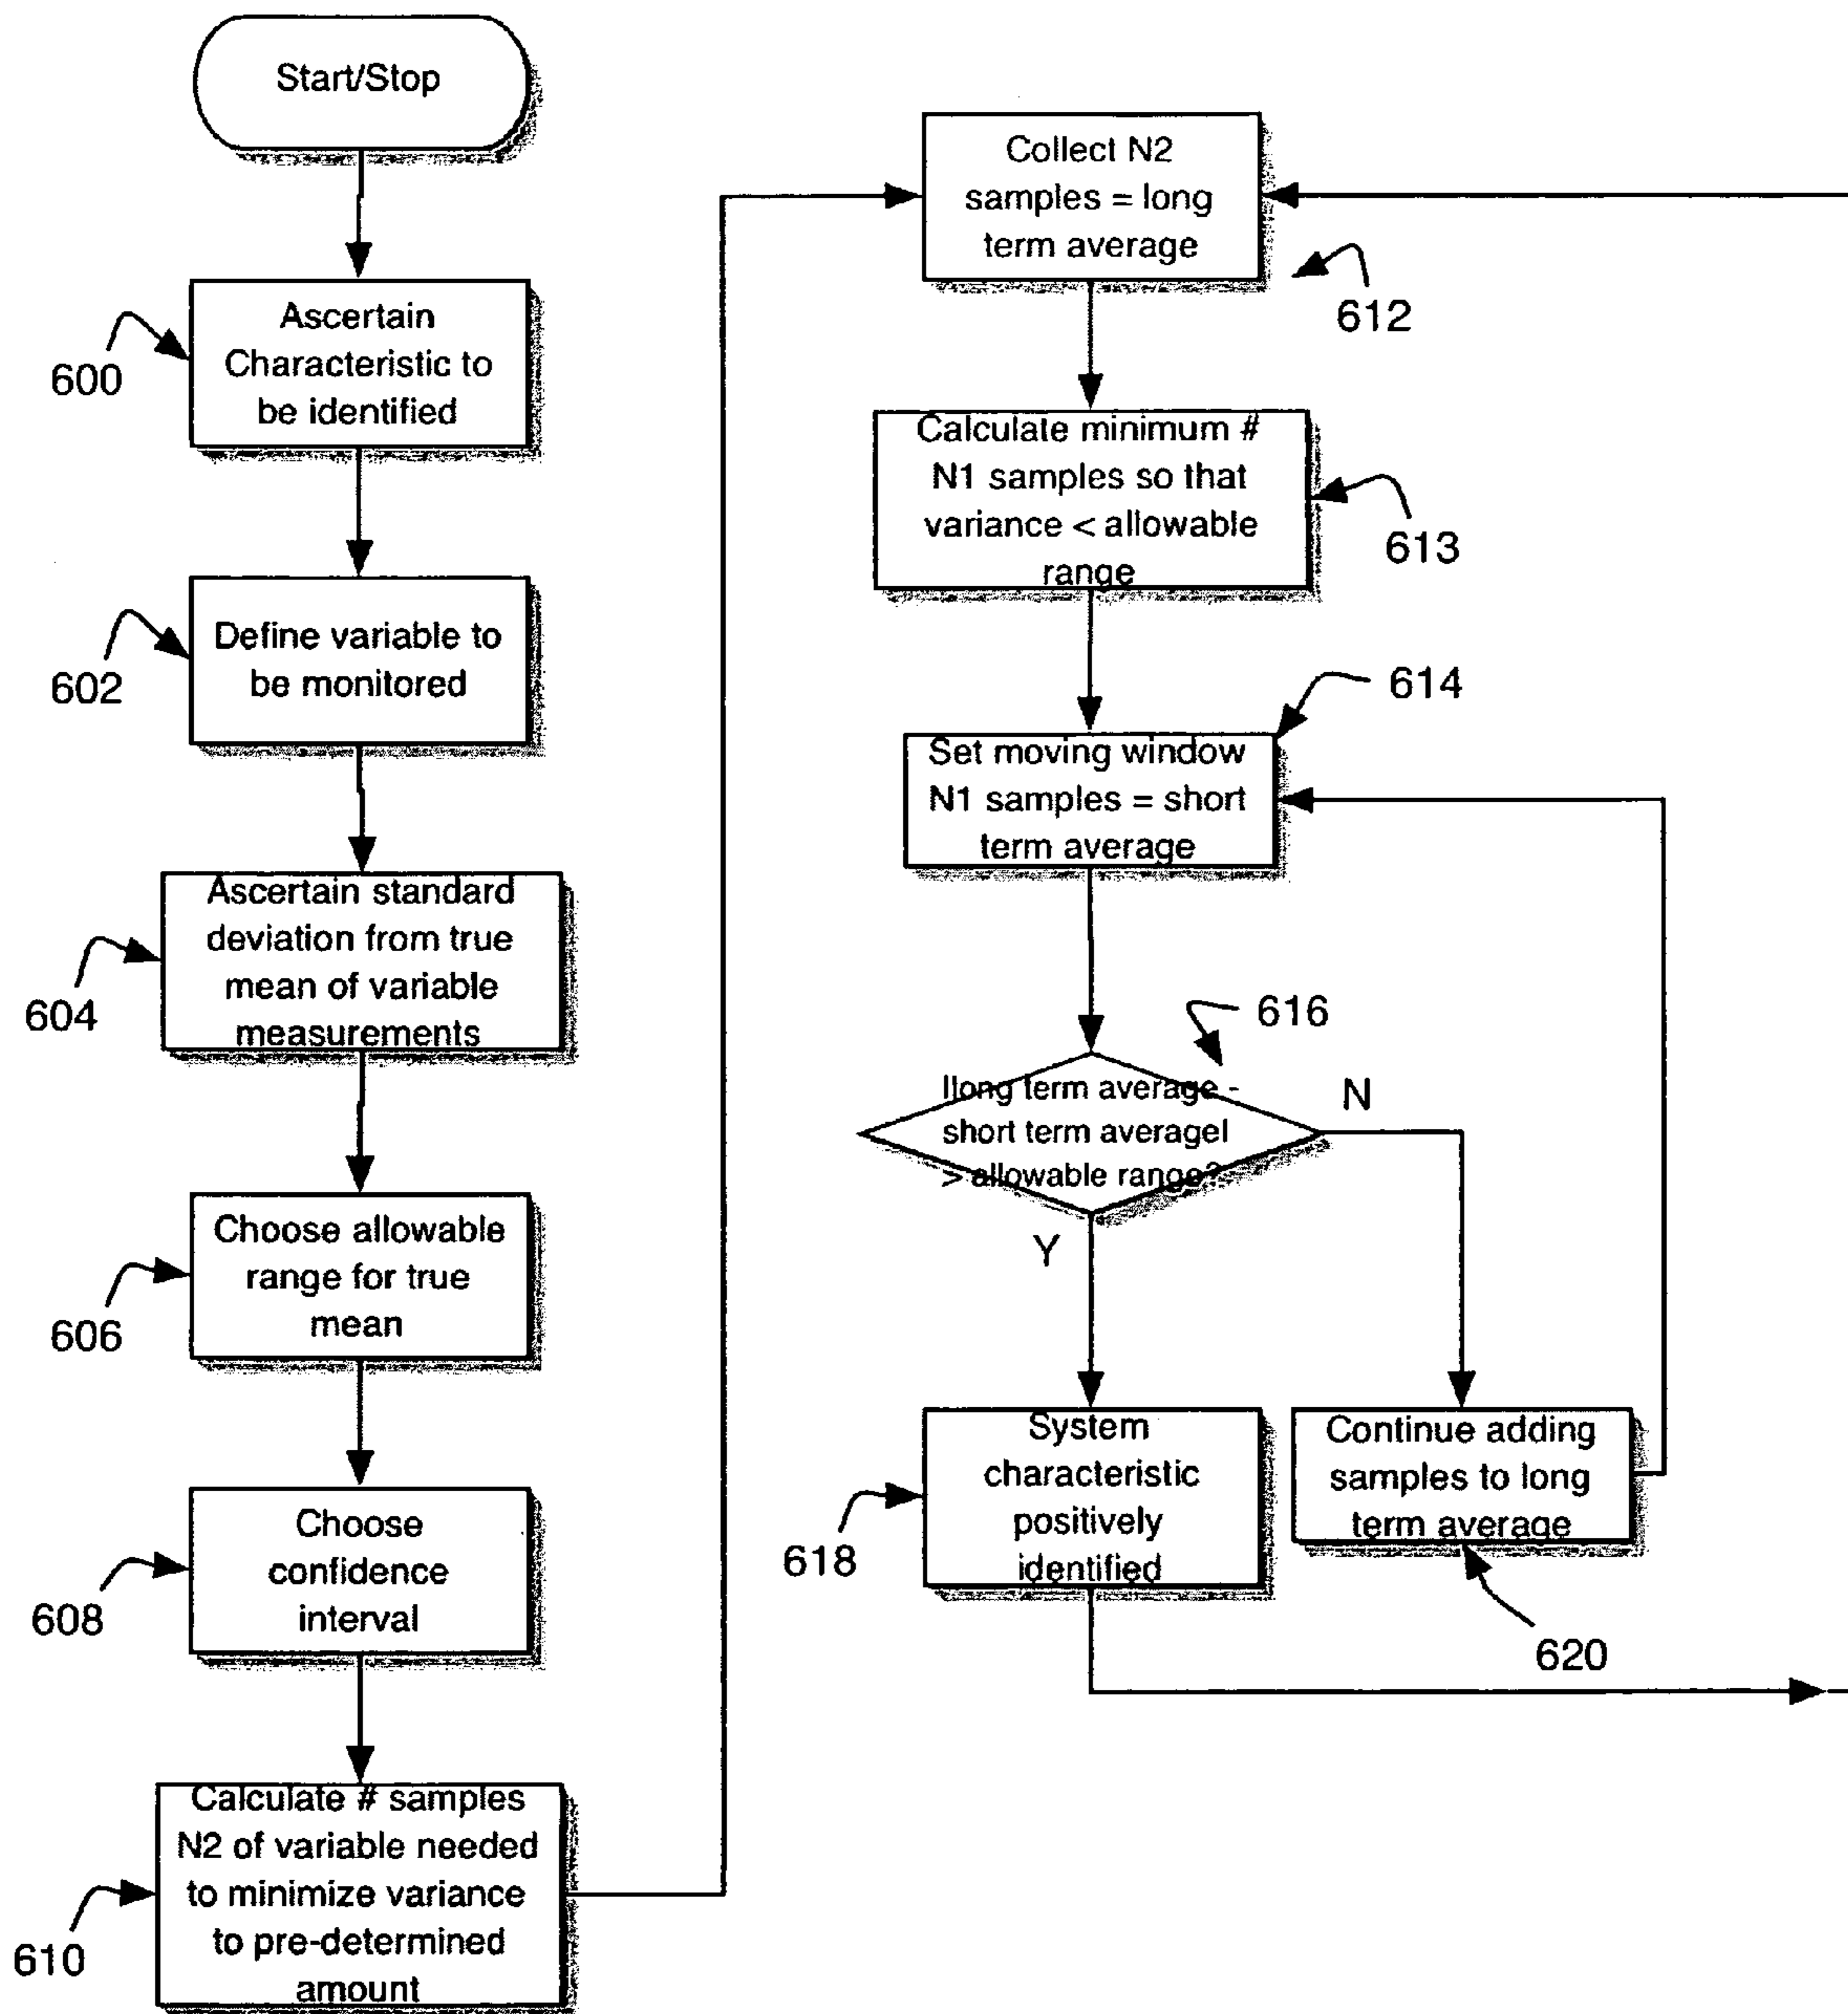 Start/Stop
600
Ascertain
Characteristic to
be identified
602
Define variable to
be monitored
604
Ascertain standard
deviation from true
mean of variable
measurements
606
Choose allowable
range for true
mean
608
Choose
confidence
interval
610
Calculate # samples
N2 of variable needed
to minimize variance
to pre-determined
amount
Collect N2
samples = long
term average
612
Calculate minimum #
N1 samples so that
variance < allowable
range
613
614
Set moving window
N1 samples = short
term average
616
|long term average -
short term average|
> allowable range?
N
Y
System
characteristic
positively
identified
618
Continue adding
samples to long
term average
620